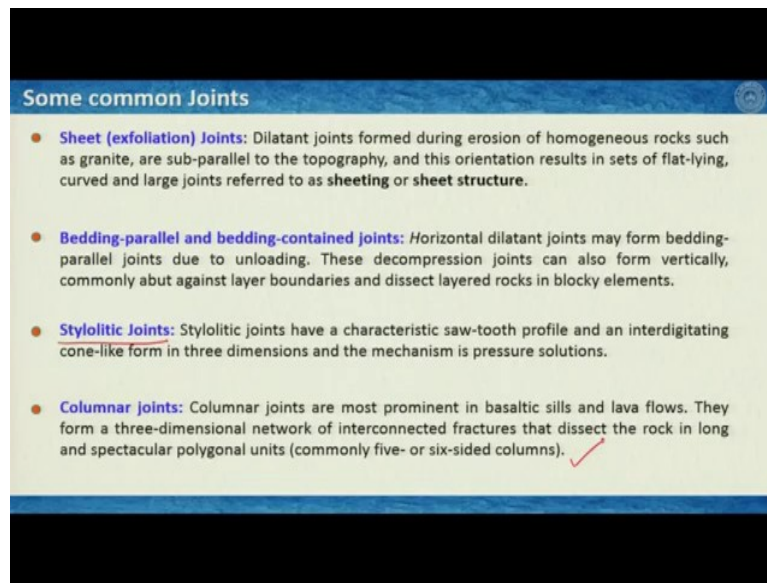 Some common Joints
Sheet (exfoliation) Joints: Dilatant joints formed during erosion of homogeneous rocks such
as granite, are sub-parallel to the topography, and this orientation results in sets of flat-lying,
curved and large joints referred to as sheeting or sheet structure.
Bedding-parallel and bedding-contained joints: Horizontal dilatant joints may form bedding-
parallel joints due to unloading. These decompression joints can also form vertically,
commonly abut against layer boundaries and dissect layered rocks in blocky elements.
Stylolitic Joints: Stylolitic joints have a characteristic saw-tooth profile and an interdigitating
cone-like form in three dimensions and the mechanism is pressure solutions.
Columnar joints: Columnar joints are most prominent in basaltic sills and lava flows. They
form a three-dimensional network of interconnected fractures that dissect the rock in long
and spectacular polygonal units (commonly five- or six-sided columns).